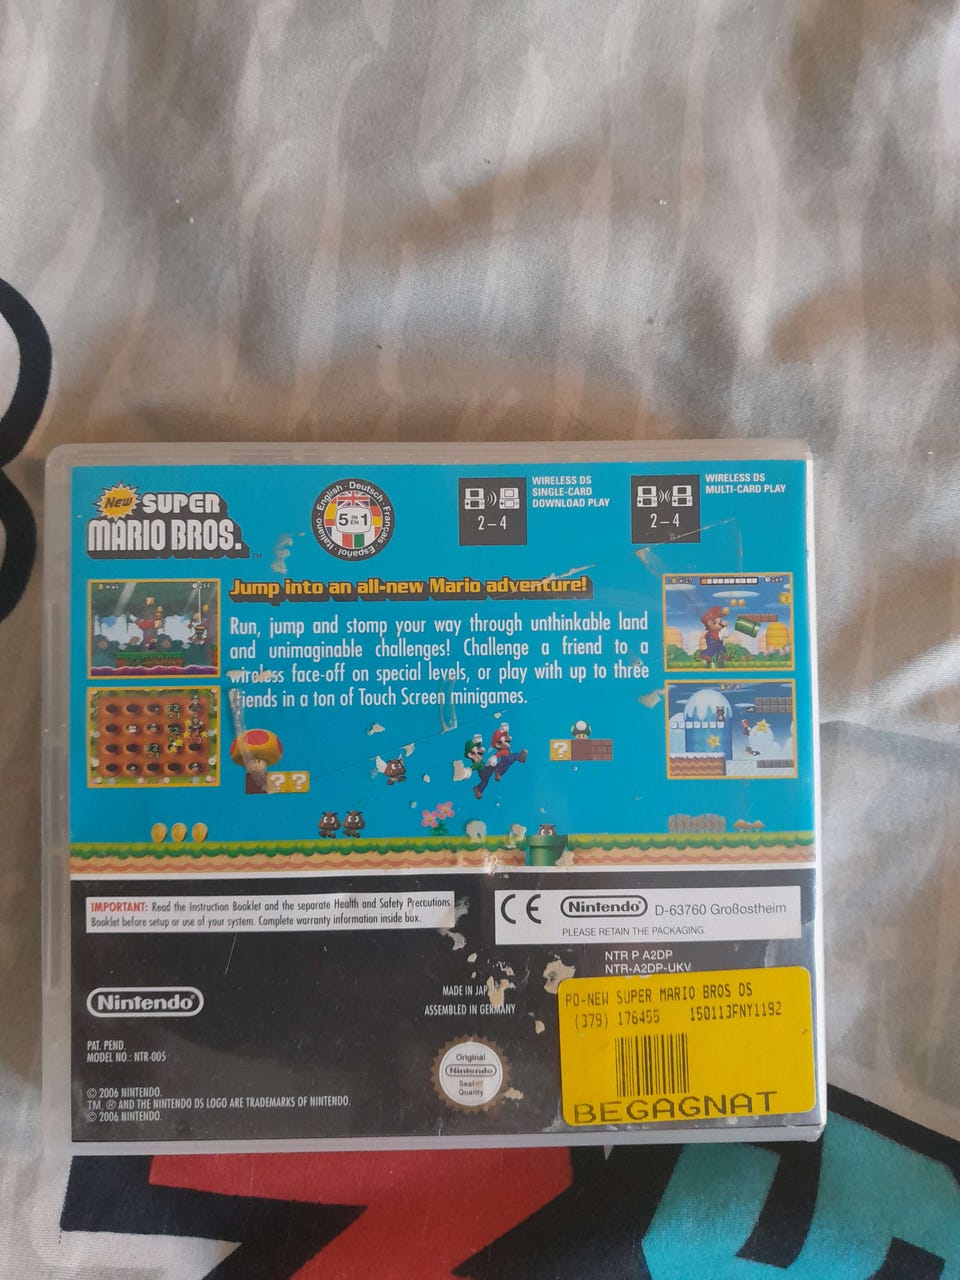 New SUPER
MARIO BROS.™
English · Deutsch · Français · Español · Italiano
5 IN EN 1
2–4
WIRELESS DS
SINGLE-CARD
DOWNLOAD PLAY
2–4
WIRELESS DS
MULTI-CARD PLAY
Jump into an all-new Mario adventure!
Run, jump and stomp your way through unthinkable land
and unimaginable challenges! Challenge a friend to a
wireless face-off on special levels, or play with up to three
friends in a ton of Touch Screen minigames.
IMPORTANT: Read the Instruction Booklet and the separate Health and Safety Precautions
Booklet before setup or use of your system. Complete warranty information inside box.
CE Nintendo® D-63760 Großostheim
PLEASE RETAIN THE PACKAGING.
NTR P A2DP
NTR-A2DP-UKV
Nintendo®
MADE IN JAPAN
ASSEMBLED IN GERMANY
PAT. PEND.
MODEL NO.: NTR-005
Original
Nintendo
Seal of
Quality
© 2006 NINTENDO.
TM, ® AND THE NINTENDO DS LOGO ARE TRADEMARKS OF NINTENDO.
© 2006 NINTENDO.
PO-NEW SUPER MARIO BROS DS
(379) 176455 150113FNY1192
BEGAGNAT